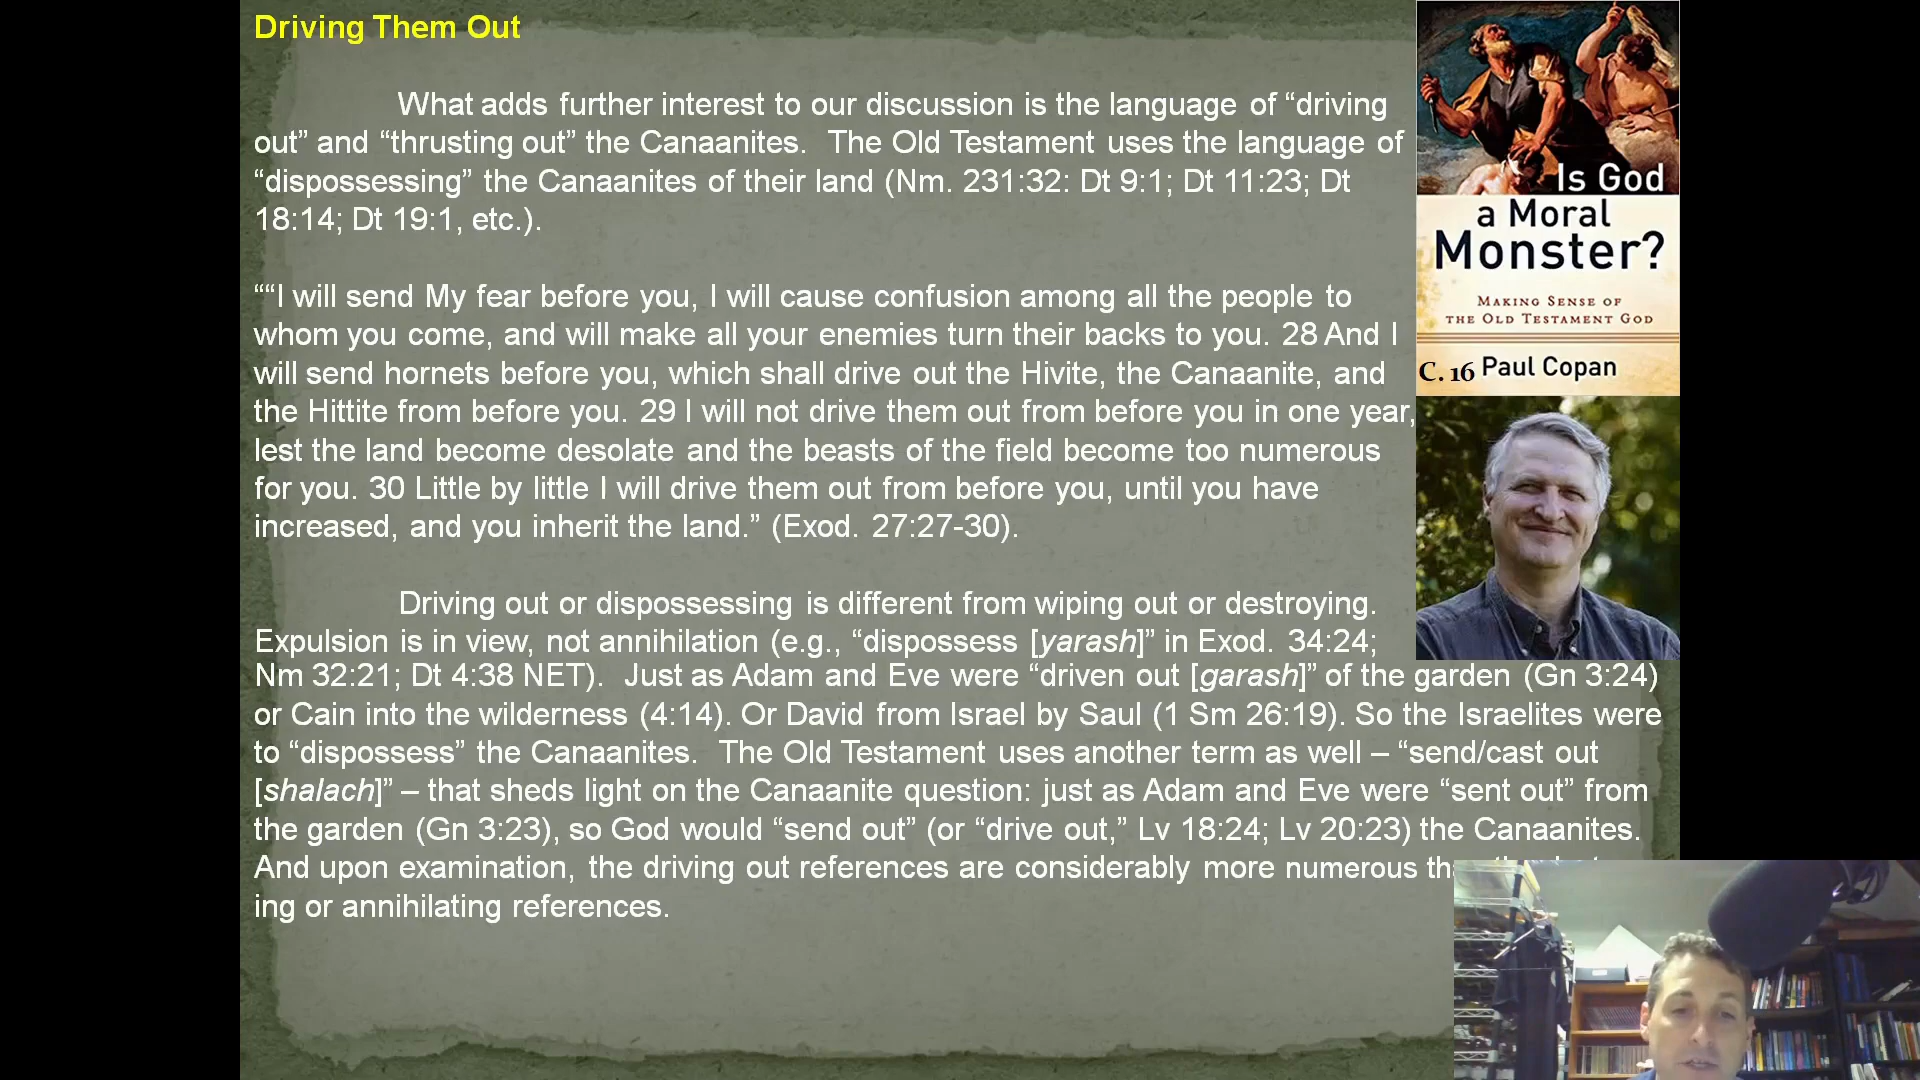 Driving Them Out
What adds further interest to our discussion is the language of “driving
out” and “thrusting out” the Canaanites.  The Old Testament uses the language of
“dispossessing” the Canaanites of their land (Nm. 231:32: Dt 9:1; Dt 11:23; Dt
18:14; Dt 19:1, etc.).
““I will send My fear before you, I will cause confusion among all the people to
whom you come, and will make all your enemies turn their backs to you. 28 And I
will send hornets before you, which shall drive out the Hivite, the Canaanite, and
the Hittite from before you. 29 I will not drive them out from before you in one year,
lest the land become desolate and the beasts of the field become too numerous
for you. 30 Little by little I will drive them out from before you, until you have
increased, and you inherit the land.” (Exod. 27:27-30).
Driving out or dispossessing is different from wiping out or destroying.
Expulsion is in view, not annihilation (e.g., “dispossess [yarash]” in Exod. 34:24;
Nm 32:21; Dt 4:38 NET).  Just as Adam and Eve were “driven out [garash]” of the garden (Gn 3:24)
or Cain into the wilderness (4:14). Or David from Israel by Saul (1 Sm 26:19). So the Israelites were
to “dispossess” the Canaanites.  The Old Testament uses another term as well – “send/cast out
[shalach]” – that sheds light on the Canaanite question: just as Adam and Eve were “sent out” from
the garden (Gn 3:23), so God would “send out” (or “drive out,” Lv 18:24; Lv 20:23) the Canaanites.
And upon examination, the driving out references are considerably more numerous
ing or annihilating references.
Is God
a Moral
Monster?
Making Sense of
the Old Testament God
C. 16 Paul Copan